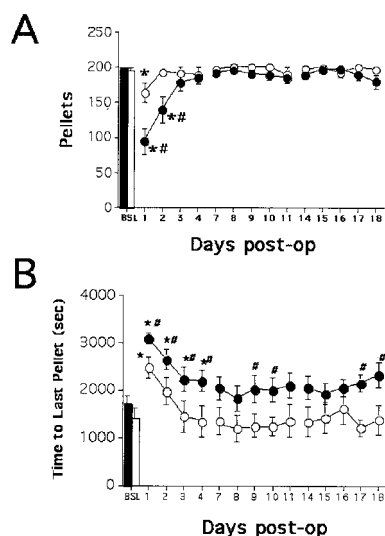 A
250
200
150
100
50
0
Pellets
*
*#
*#
BSL 1 2 3 4 7 8 9 10 11 14 15 16 17 18
Days post-op
B
4000
3000
2000
1000
0
Time to Last Pellet (sec)
* *# *# *# *# # # # #
BSL 1 2 3 4 7 8 9 10 11 14 15 16 17 18
Days post-op